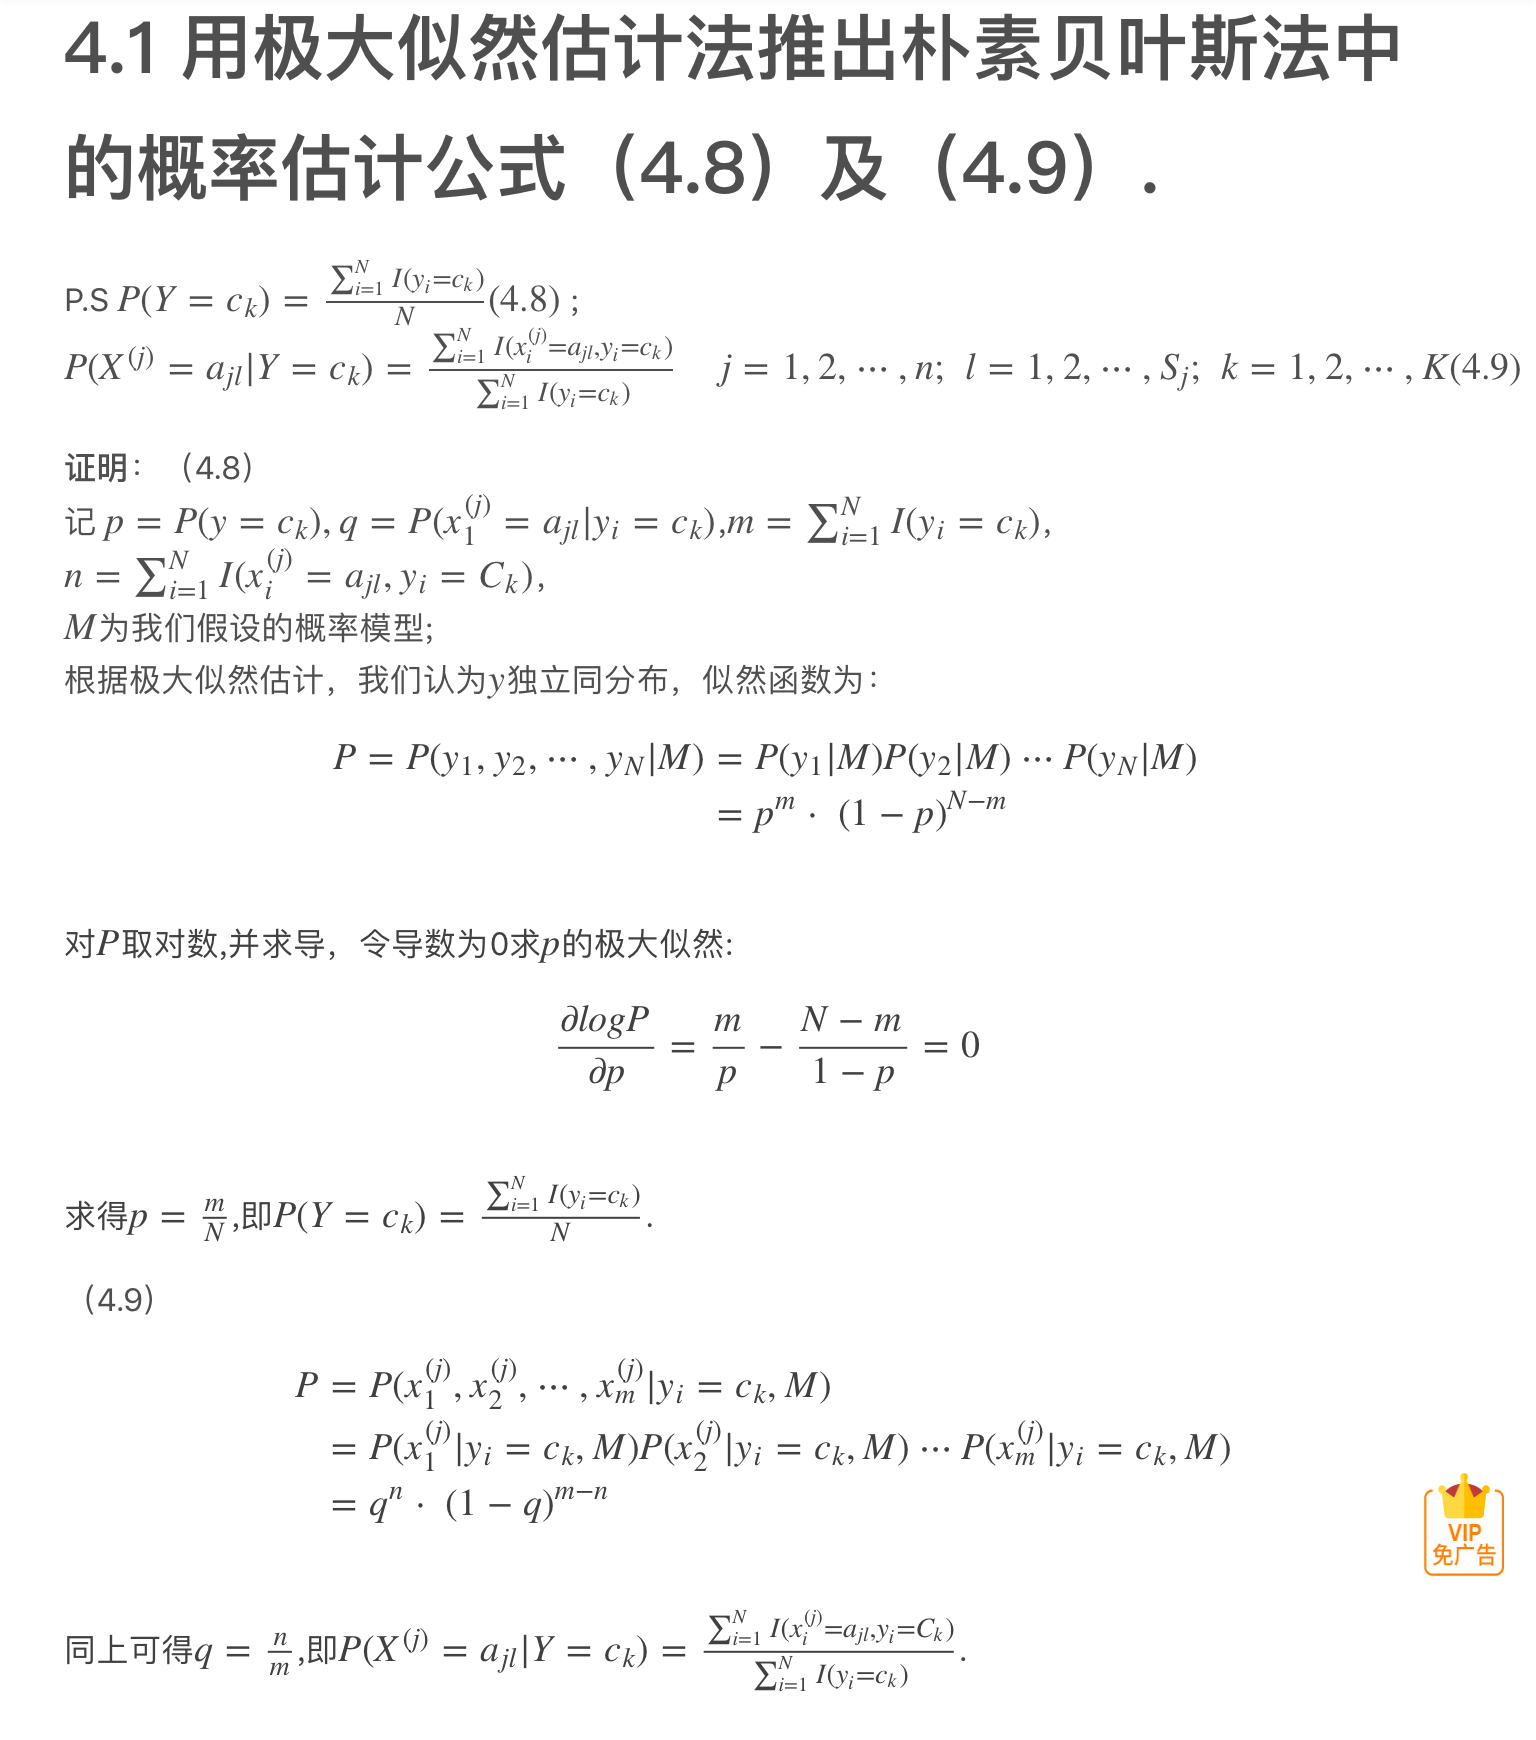 4.1 用极大似然估计法推出朴素贝叶斯法中
的概率估计公式（4.8）及（4.9）.
P.S $P(Y = c_k) = \frac{\sum_{i=1}^{N} I(y_i=c_k)}{N}(4.8)$ ;
$P(X^{(j)} = a_{jl}|Y = c_k) = \frac{\sum_{i=1}^{N} I(x_i^{(j)}=a_{jl},y_i=c_k)}{\sum_{i=1}^{N} I(y_i=c_k)} \quad j = 1, 2, \cdots, n; \ l = 1, 2, \cdots, S_j; \ k = 1, 2, \cdots, K(4.9)$
证明：（4.8）
记 $p = P(y = c_k), q = P(x_1^{(j)} = a_{jl}|y_i = c_k)$,$m = \sum_{i=1}^{N} I(y_i = c_k)$,
$n = \sum_{i=1}^{N} I(x_i^{(j)} = a_{jl}, y_i = C_k)$,
$M$为我们假设的概率模型;
根据极大似然估计，我们认为$y$独立同分布，似然函数为：
$P = P(y_1, y_2, \cdots, y_N|M) = P(y_1|M)P(y_2|M) \cdots P(y_N|M)$
$= p^m \cdot \ (1 - p)^{N-m}$
对$P$取对数,并求导，令导数为0求$p$的极大似然:
$\frac{\partial logP}{\partial p} = \frac{m}{p} - \frac{N - m}{1 - p} = 0$
求得$p = \frac{m}{N}$,即$P(Y = c_k) = \frac{\sum_{i=1}^{N} I(y_i=c_k)}{N}$.
（4.9）
$P = P(x_1^{(j)}, x_2^{(j)}, \cdots, x_m^{(j)}|y_i = c_k, M)$
$= P(x_1^{(j)}|y_i = c_k, M)P(x_2^{(j)}|y_i = c_k, M) \cdots P(x_m^{(j)}|y_i = c_k, M)$
$= q^n \cdot \ (1 - q)^{m-n}$
VIP
免广告
同上可得$q = \frac{n}{m}$,即$P(X^{(j)} = a_{jl}|Y = c_k) = \frac{\sum_{i=1}^{N} I(x_i^{(j)}=a_{jl},y_i=C_k)}{\sum_{i=1}^{N} I(y_i=c_k)}$.